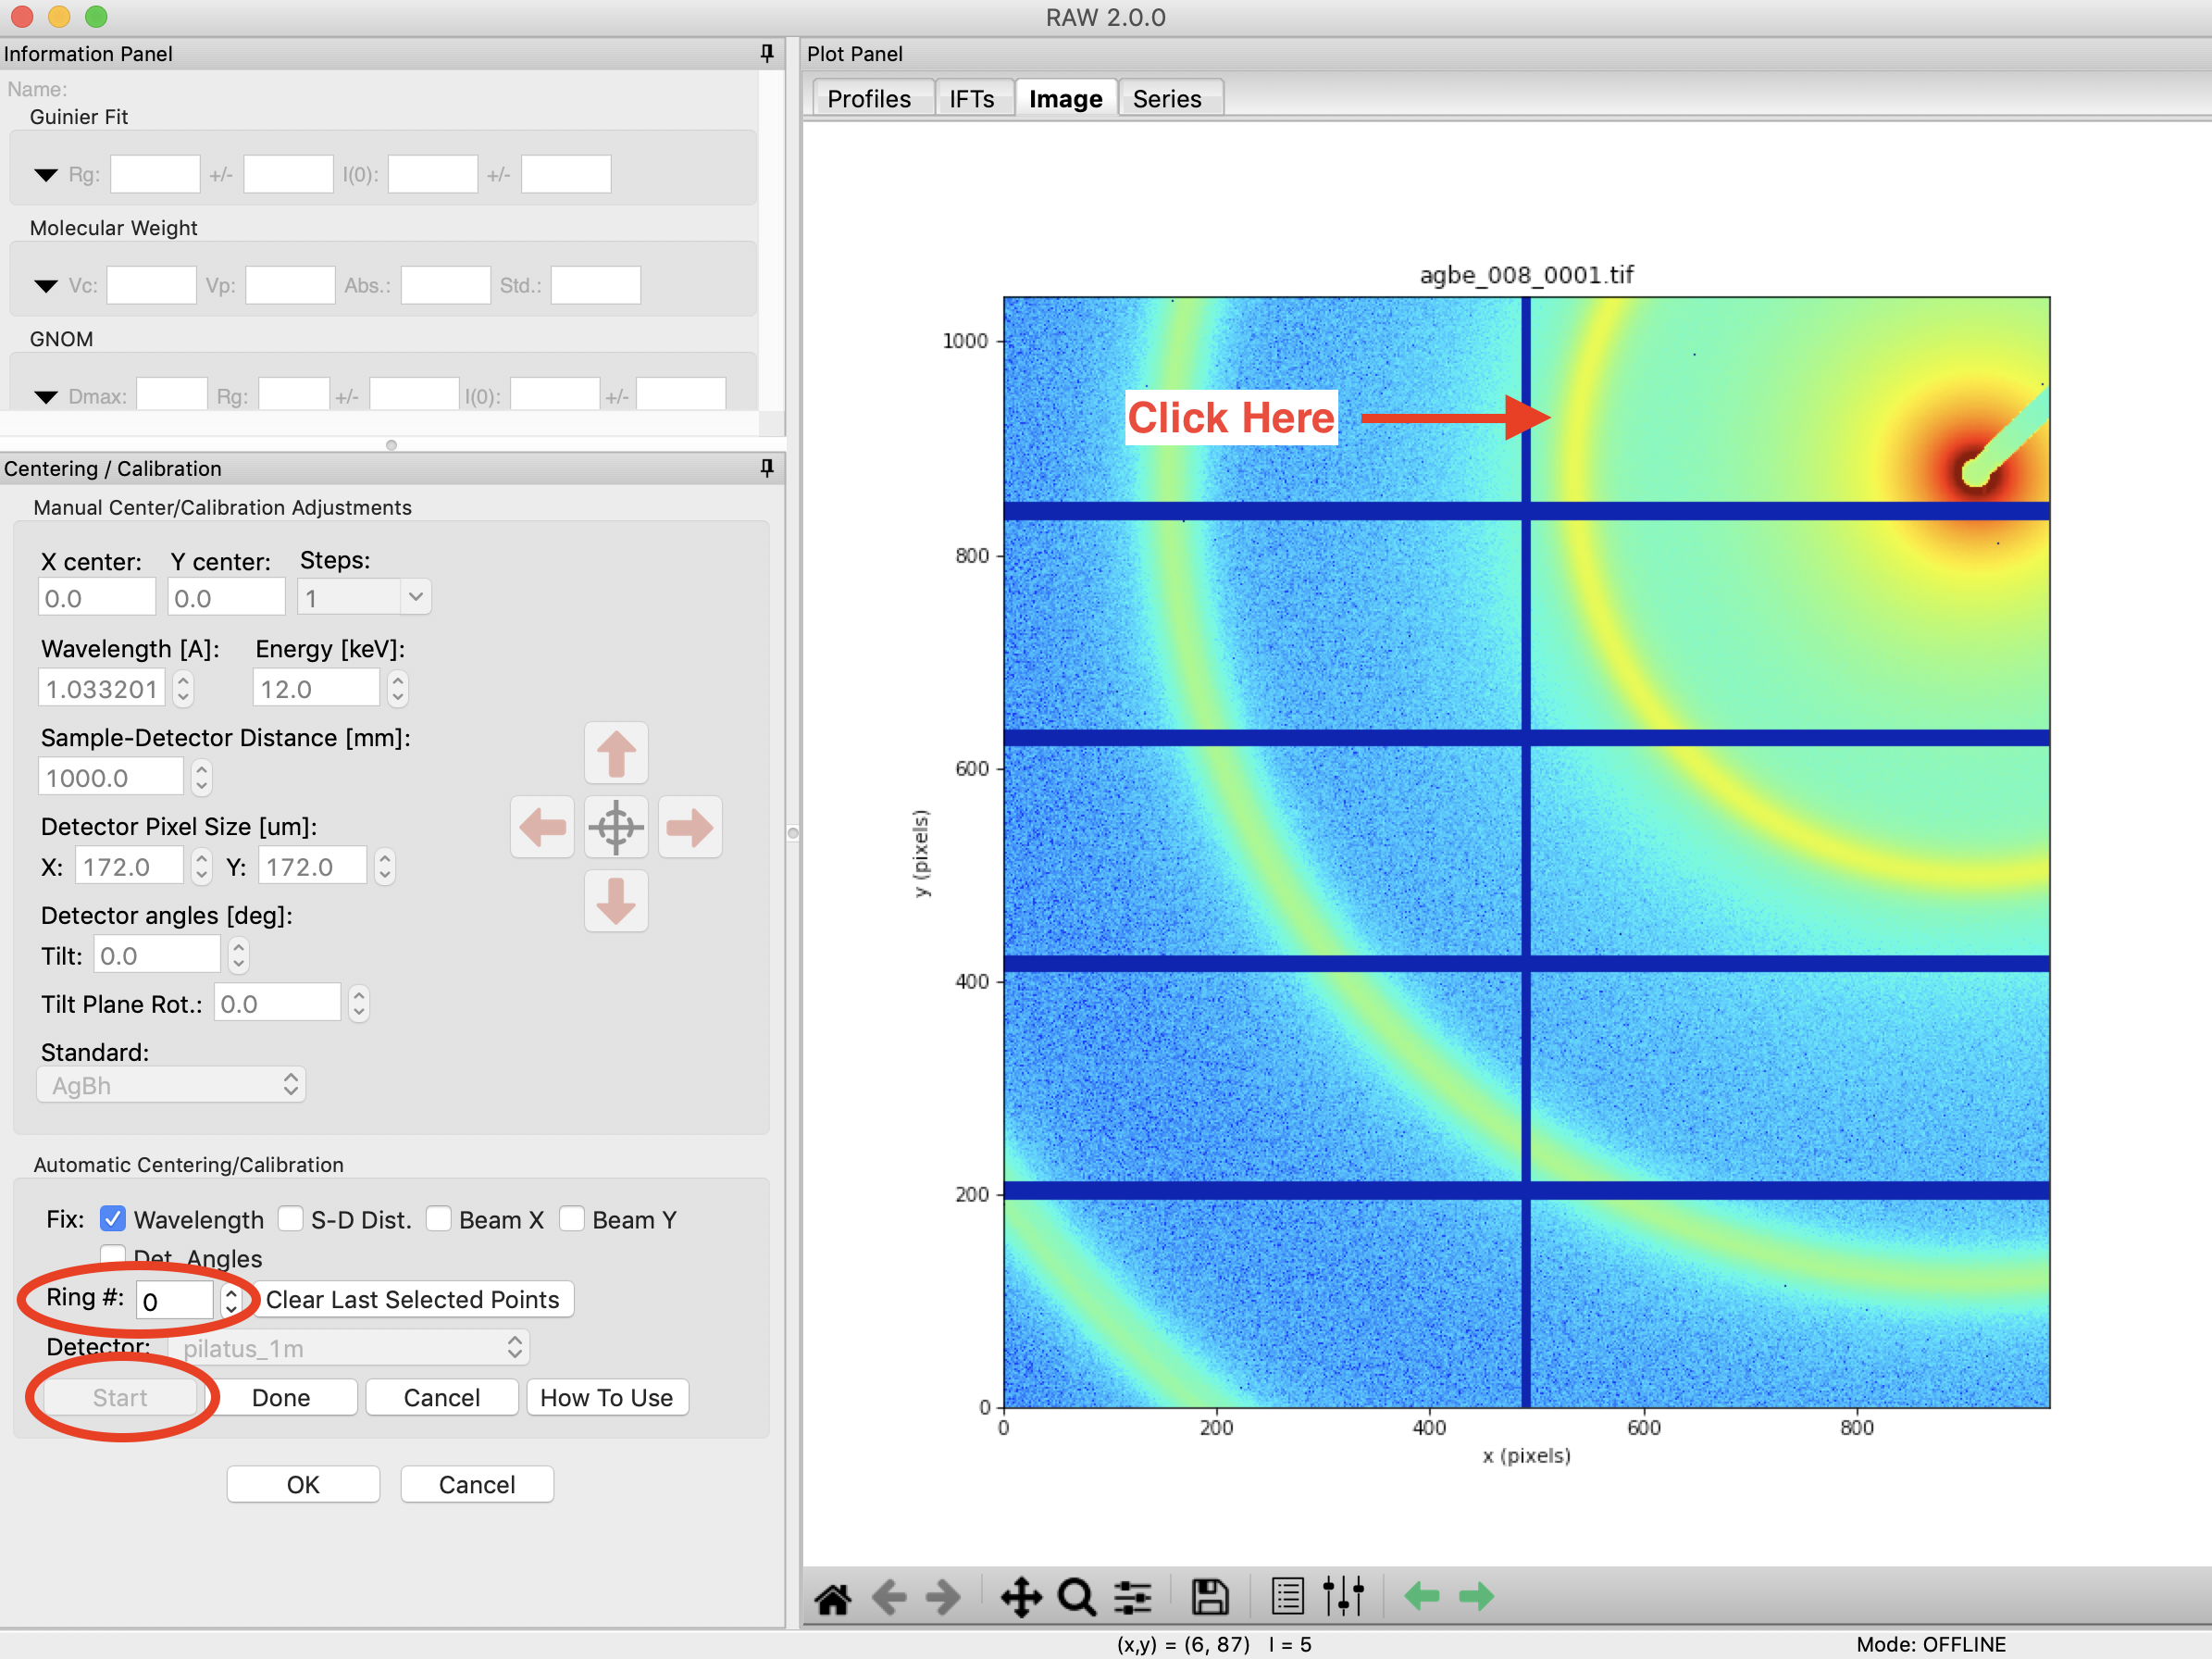 RAW 2.0.0
Information Panel
Name:
Guinier Fit
Rg: +/- I(0): +/-
Molecular Weight
Vc: Vp: Abs.: Std.:
GNOM
Dmax: Rg: +/- I(0): +/-
Centering / Calibration
Manual Center/Calibration Adjustments
X center: Y center: Steps:
0.0 0.0 1
Wavelength [A]: Energy [keV]:
1.033201 12.0
Sample-Detector Distance [mm]:
1000.0
Detector Pixel Size [um]:
X: 172.0 Y: 172.0
Detector angles [deg]:
Tilt: 0.0
Tilt Plane Rot.: 0.0
Standard:
AgBh
Automatic Centering/Calibration
Fix: Wavelength S-D Dist. Beam X Beam Y
Det. Angles
Ring #: 0 Clear Last Selected Points
Detector: pilatus_1m
Start Done Cancel How To Use
OK Cancel
Plot Panel
Profiles IFTs Image Series
agbe_008_0001.tif
Click Here
1000
800
600
400
200
0
y (pixels)
0 200 400 600 800
x (pixels)
(x,y) = (6, 87) I = 5
Mode: OFFLINE